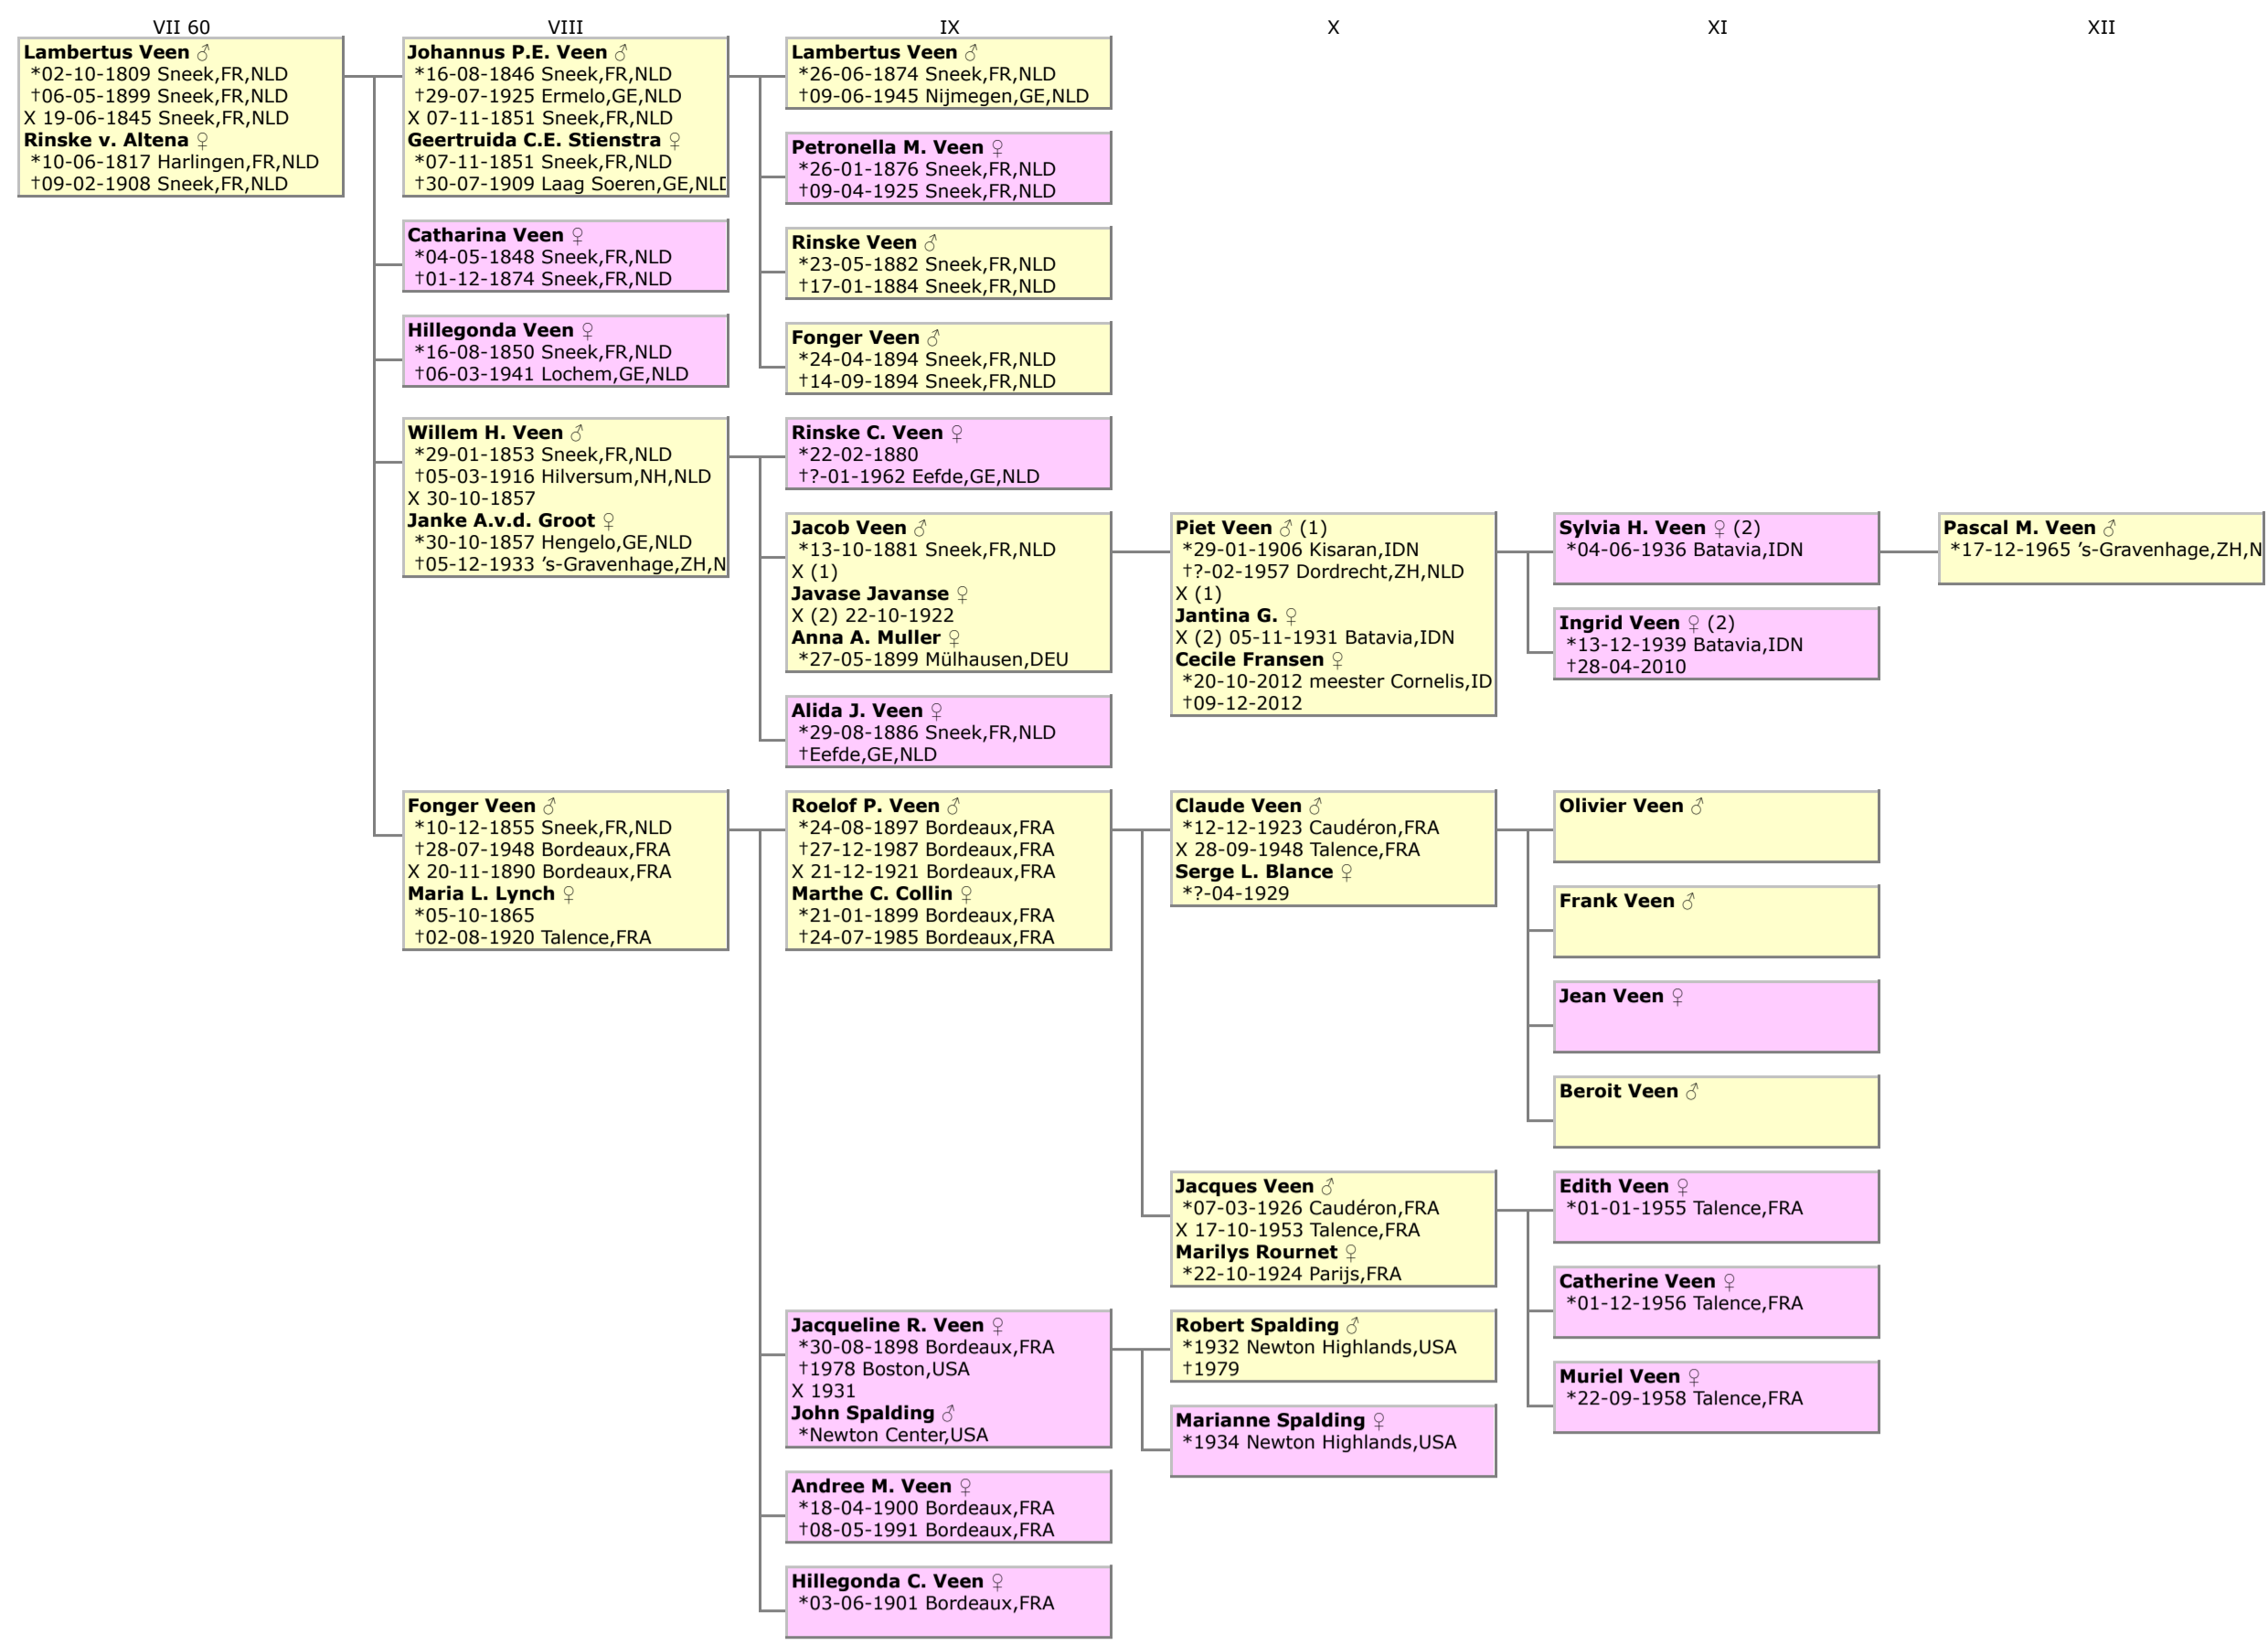 VII 60
VIII
IX
X
XI
XII
Lambertus Veen ♂
*02-10-1809 Sneek,FR,NLD
†06-05-1899 Sneek,FR,NLD
X 19-06-1845 Sneek,FR,NLD
Rinske v. Altena ♀
*10-06-1817 Harlingen,FR,NLD
†09-02-1908 Sneek,FR,NLD
Johannus P.E. Veen ♂
*16-08-1846 Sneek,FR,NLD
†29-07-1925 Ermelo,GE,NLD
X 07-11-1851 Sneek,FR,NLD
Geertruida C.E. Stienstra ♀
*07-11-1851 Sneek,FR,NLD
†30-07-1909 Laag Soeren,GE,NLD
Catharina Veen ♀
*04-05-1848 Sneek,FR,NLD
†01-12-1874 Sneek,FR,NLD
Hillegonda Veen ♀
*16-08-1850 Sneek,FR,NLD
†06-03-1941 Lochem,GE,NLD
Willem H. Veen ♂
*29-01-1853 Sneek,FR,NLD
†05-03-1916 Hilversum,NH,NLD
X 30-10-1857
Janke A.v.d. Groot ♀
*30-10-1857 Hengelo,GE,NLD
†05-12-1933 's-Gravenhage,ZH,N
Fonger Veen ♂
*10-12-1855 Sneek,FR,NLD
†28-07-1948 Bordeaux,FRA
X 20-11-1890 Bordeaux,FRA
Maria L. Lynch ♀
*05-10-1865
†02-08-1920 Talence,FRA
Lambertus Veen ♂
*26-06-1874 Sneek,FR,NLD
†09-06-1945 Nijmegen,GE,NLD
Petronella M. Veen ♀
*26-01-1876 Sneek,FR,NLD
†09-04-1925 Sneek,FR,NLD
Rinske Veen ♂
*23-05-1882 Sneek,FR,NLD
†17-01-1884 Sneek,FR,NLD
Fonger Veen ♂
*24-04-1894 Sneek,FR,NLD
†14-09-1894 Sneek,FR,NLD
Rinske C. Veen ♀
*22-02-1880
†?-01-1962 Eefde,GE,NLD
Jacob Veen ♂
*13-10-1881 Sneek,FR,NLD
X (1)
Javase Javanse ♀
X (2) 22-10-1922
Anna A. Muller ♀
*27-05-1899 Mülhausen,DEU
Alida J. Veen ♀
*29-08-1886 Sneek,FR,NLD
†Eefde,GE,NLD
Roelof P. Veen ♂
*24-08-1897 Bordeaux,FRA
†27-12-1987 Bordeaux,FRA
X 21-12-1921 Bordeaux,FRA
Marthe C. Collin ♀
*21-01-1899 Bordeaux,FRA
†24-07-1985 Bordeaux,FRA
Jacqueline R. Veen ♀
*30-08-1898 Bordeaux,FRA
†1978 Boston,USA
X 1931
John Spalding ♂
*Newton Center,USA
Andree M. Veen ♀
*18-04-1900 Bordeaux,FRA
†08-05-1991 Bordeaux,FRA
Hillegonda C. Veen ♀
*03-06-1901 Bordeaux,FRA
Piet Veen ♂ (1)
*29-01-1906 Kisaran,IDN
†?-02-1957 Dordrecht,ZH,NLD
X (1)
Jantina G. ♀
X (2) 05-11-1931 Batavia,IDN
Cecile Fransen ♀
*20-10-2012 meester Cornelis,ID
†09-12-2012
Claude Veen ♂
*12-12-1923 Caudéron,FRA
X 28-09-1948 Talence,FRA
Serge L. Blance ♀
*?-04-1929
Jacques Veen ♂
*07-03-1926 Caudéron,FRA
X 17-10-1953 Talence,FRA
Marilys Rournet ♀
*22-10-1924 Parijs,FRA
Robert Spalding ♂
*1932 Newton Highlands,USA
†1979
Marianne Spalding ♀
*1934 Newton Highlands,USA
Sylvia H. Veen ♀ (2)
*04-06-1936 Batavia,IDN
Ingrid Veen ♀ (2)
*13-12-1939 Batavia,IDN
†28-04-2010
Olivier Veen ♂
Frank Veen ♂
Jean Veen ♀
Beroit Veen ♂
Edith Veen ♀
*01-01-1955 Talence,FRA
Catherine Veen ♀
*01-12-1956 Talence,FRA
Muriel Veen ♀
*22-09-1958 Talence,FRA
Pascal M. Veen ♂
*17-12-1965 's-Gravenhage,ZH,N